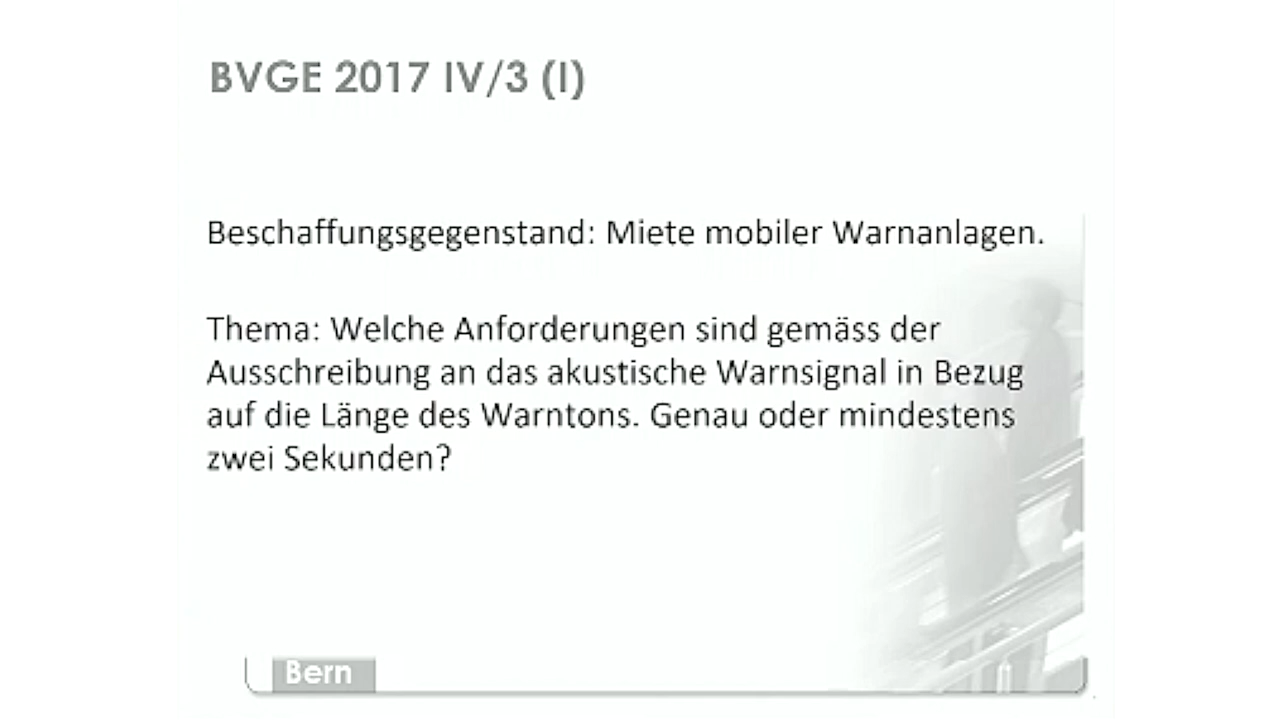 BVGE 2017 IV/3 (I)
Beschaffungsgegenstand: Miete mobiler Warnanlagen.
Thema: Welche Anforderungen sind gemäss der
Ausschreibung an das akustische Warnsignal in Bezug
auf die Länge des Warntons. Genau oder mindestens
zwei Sekunden?
Bern